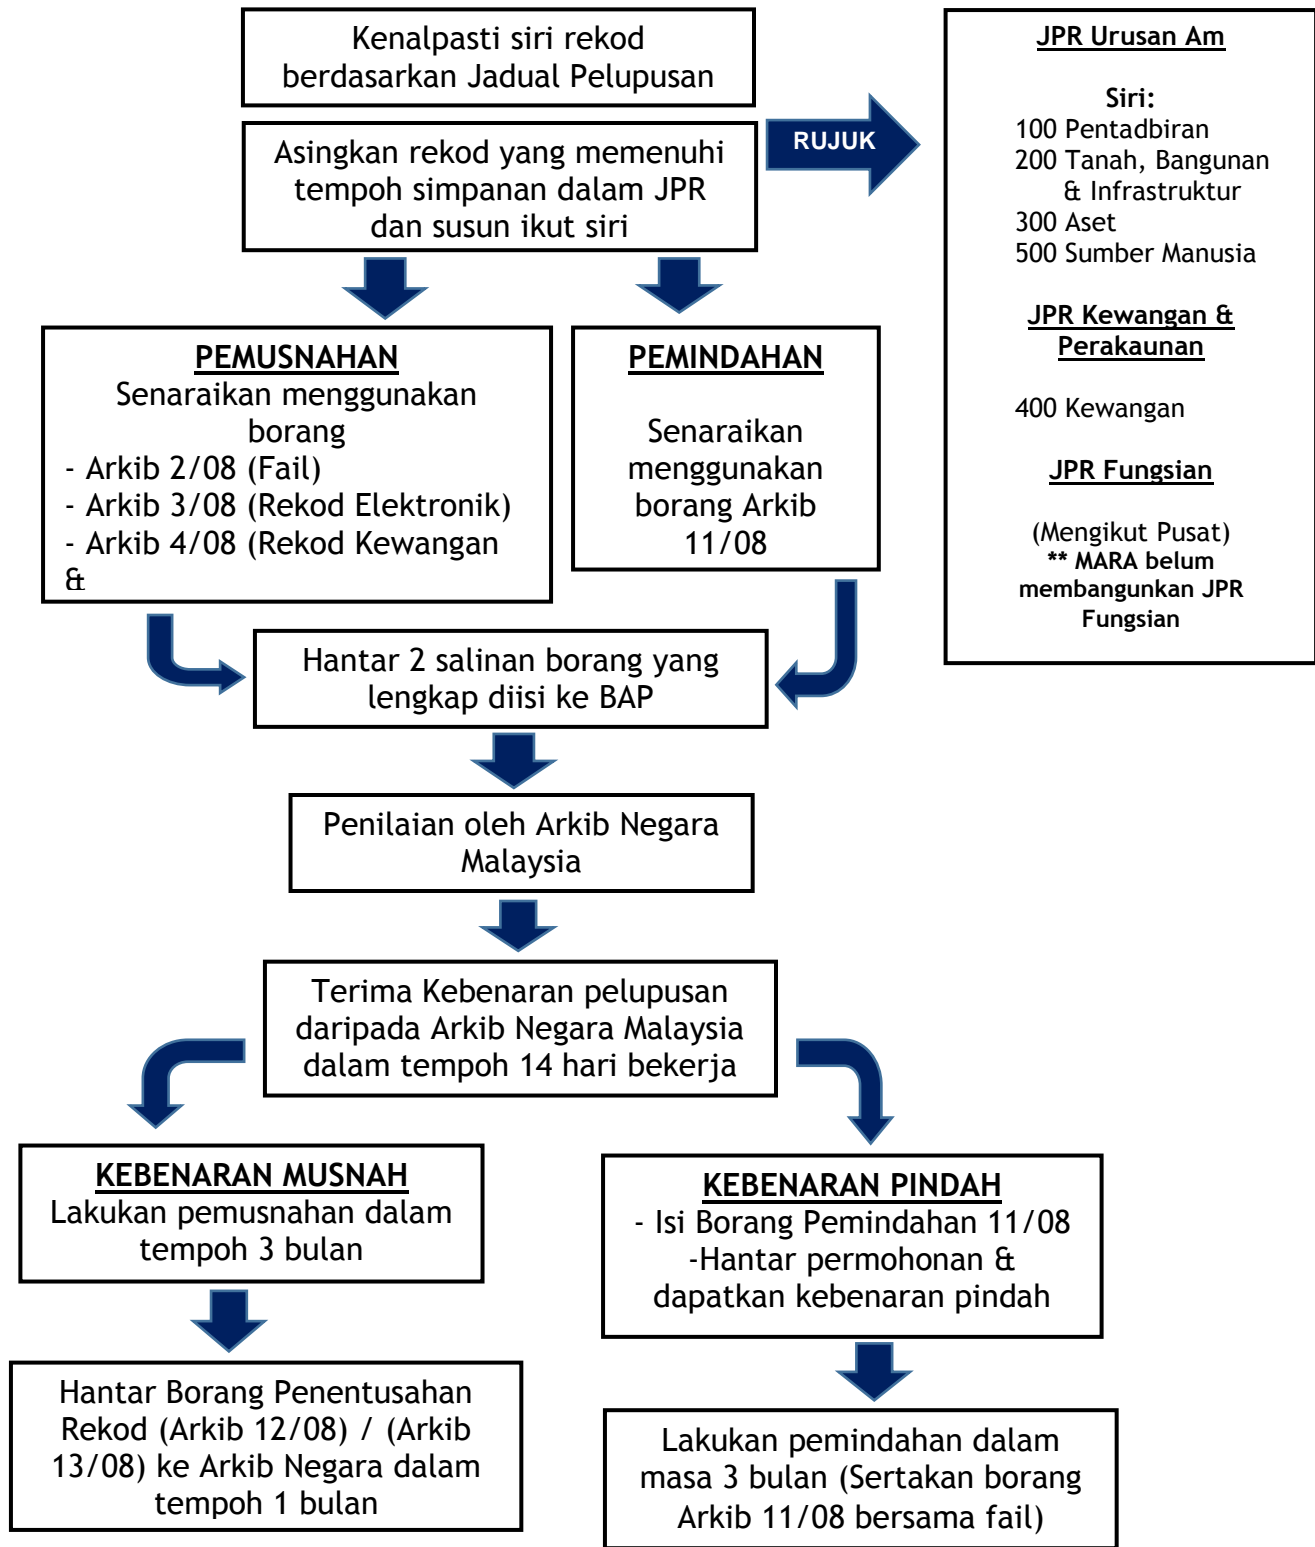 Kenalpasti siri rekod
berdasarkan Jadual Pelupusan
Asingkan rekod yang memenuhi
tempoh simpanan dalam JPR
dan susun ikut siri
RUJUK
JPR Urusan Am
Siri:
100 Pentadbiran
200 Tanah, Bangunan
& Infrastruktur
300 Aset
500 Sumber Manusia
JPR Kewangan &
Perakaunan
400 Kewangan
JPR Fungsian
(Mengikut Pusat)
** MARA belum
membangunkan JPR
Fungsian
PEMUSNAHAN
Senaraikan menggunakan
borang
- Arkib 2/08 (Fail)
- Arkib 3/08 (Rekod Elektronik)
- Arkib 4/08 (Rekod Kewangan
&
PEMINDAHAN
Senaraikan
menggunakan
borang Arkib
11/08
Hantar 2 salinan borang yang
lengkap diisi ke BAP
Penilaian oleh Arkib Negara
Malaysia
Terima Kebenaran pelupusan
daripada Arkib Negara Malaysia
dalam tempoh 14 hari bekerja
KEBENARAN MUSNAH
Lakukan pemusnahan dalam
tempoh 3 bulan
Hantar Borang Penentusahan
Rekod (Arkib 12/08) / (Arkib
13/08) ke Arkib Negara dalam
tempoh 1 bulan
KEBENARAN PINDAH
- Isi Borang Pemindahan 11/08
-Hantar permohonan &
dapatkan kebenaran pindah
Lakukan pemindahan dalam
masa 3 bulan (Sertakan borang
Arkib 11/08 bersama fail)